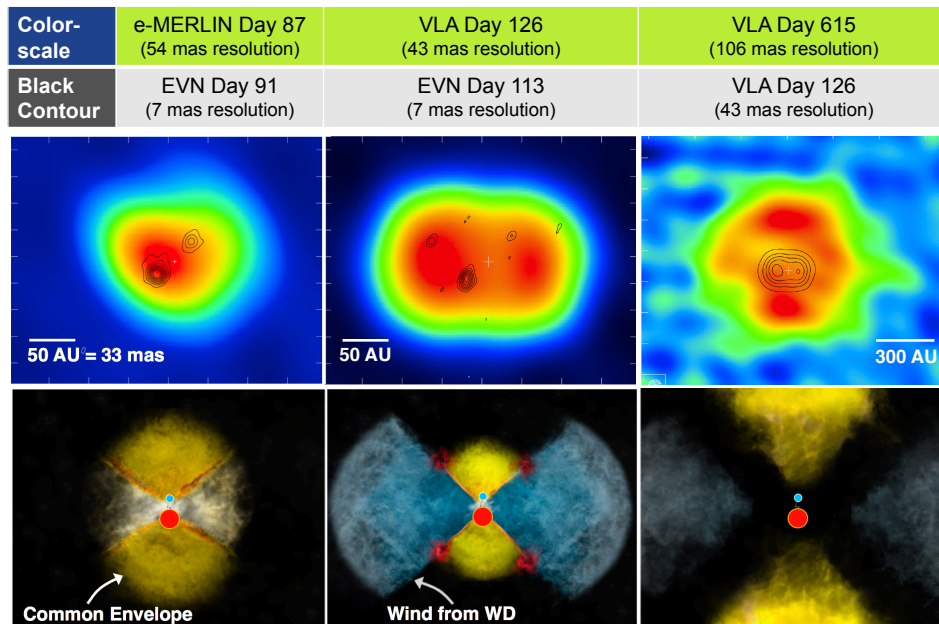 Color-
scale
e-MERLIN Day 87
(54 mas resolution)
VLA Day 126
(43 mas resolution)
VLA Day 615
(106 mas resolution)
Black
Contour
EVN Day 91
(7 mas resolution)
EVN Day 113
(7 mas resolution)
VLA Day 126
(43 mas resolution)
50 AU = 33 mas
50 AU
300 AU
Common Envelope
Wind from WD